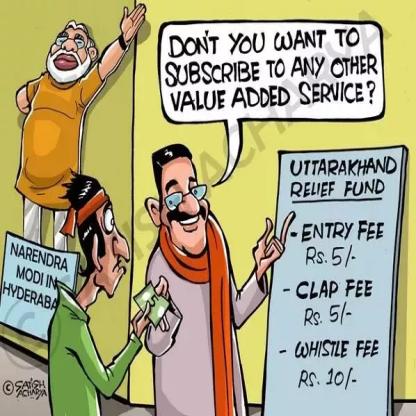 DON'T YOU WANT TO
SUBSCRIBE TO ANY OTHER
VALUE ADDED SERVICE?
UTTARAKHAND
RELIEF FUND
- ENTRY FEE
Rs. 5/-
- CLAP FEE
Rs. 5/-
- WHISTLE FEE
Rs. 10/-
NARENDRA
MODI IN
HYDERABA
© SATISH
ACHARYA